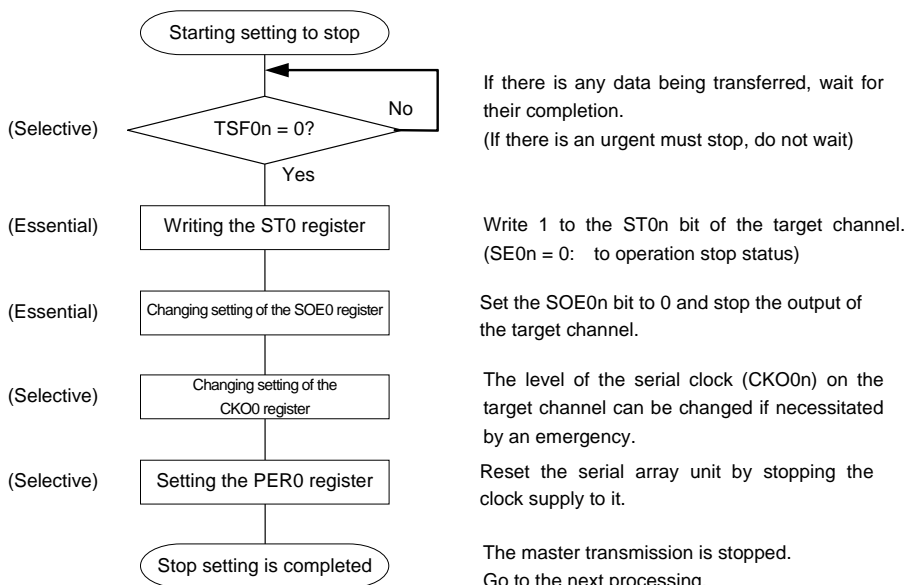 Starting setting to stop
No
If there is any data being transferred, wait for
their completion.
(If there is an urgent must stop, do not wait)
(Selective)
TSF0n = 0?
Yes
(Essential)
Writing the ST0 register
Write 1 to the ST0n bit of the target channel.
(SE0n = 0: to operation stop status)
(Essential)
Changing setting of the SOE0 register
Set the SOE0n bit to 0 and stop the output of
the target channel.
(Selective)
Changing setting of the
CKO0 register
The level of the serial clock (CKO0n) on the
target channel can be changed if necessitated
by an emergency.
(Selective)
Setting the PER0 register
Reset the serial array unit by stopping the
clock supply to it.
Stop setting is completed
The master transmission is stopped.
Go to the next processing